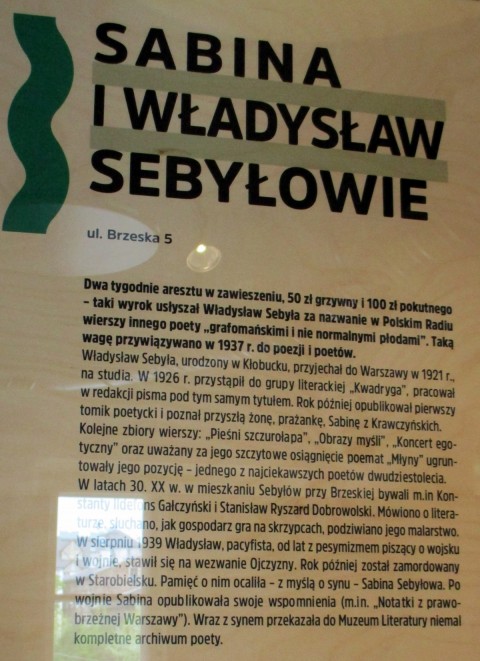 SABINA
I WŁADYSŁAW
SEBYŁOWIE
ul. Brzeska 5
Dwa tygodnie aresztu w zawieszeniu, 50 zł grzywny i 100 zł pokutnego
– taki wyrok usłyszał Władysław Sebyła za nazwanie w Polskim Radiu
wierszy innego poety „grafomańskimi i nie normalnymi płodami”. Taką
wagę przywiązywano w 1937 r. do poezji i poetów.
Władysław Sebyła, urodzony w Kłobucku, przyjechał do Warszawy w 1921 r.,
na studia. W 1926 r. przystąpił do grupy literackiej „Kwadryga”, pracował
w redakcji pisma pod tym samym tytułem. Rok później opublikował pierwszy
tomik poetycki i poznał przyszłą żonę, prażankę, Sabinę z Krawczyńskich.
Kolejne zbiory wierszy: „Pieśni szczurołapa”, „Obrazy myśli”, „Koncert ego-
tyczny” oraz uważany za jego szczytowe osiągnięcie poemat „Młyny” ugrun-
towały jego pozycję – jednego z najciekawszych poetów dwudziestolecia.
W latach 30. XX w. w mieszkaniu Sebyłów przy Brzeskiej bywali m.in Kon-
stanty Ildefons Gałczyński i Stanisław Ryszard Dobrowolski. Mówiono o litera-
turze, słuchano, jak gospodarz gra na skrzypcach, podziwiano jego malarstwo.
W sierpniu 1939 Władysław, pacyfista, od lat z pesymizmem piszący o wojsku
i wojnie, stawił się na wezwanie Ojczyzny. Rok później został zamordowany
w Starobielsku. Pamięć o nim ocaliła – z myślą o synu – Sabina Sebyłowa. Po
wojnie Sabina opublikowała swoje wspomnienia (m.in. „Notatki z prawo-
brzeżnej Warszawy”). Wraz z synem przekazała do Muzeum Literatury niemal
kompletne archiwum poety.